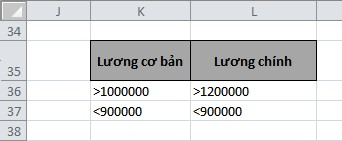 J K L
34
35 Lương cơ bản Lương chính
36 >1000000 >1200000
37 <900000 <900000
38